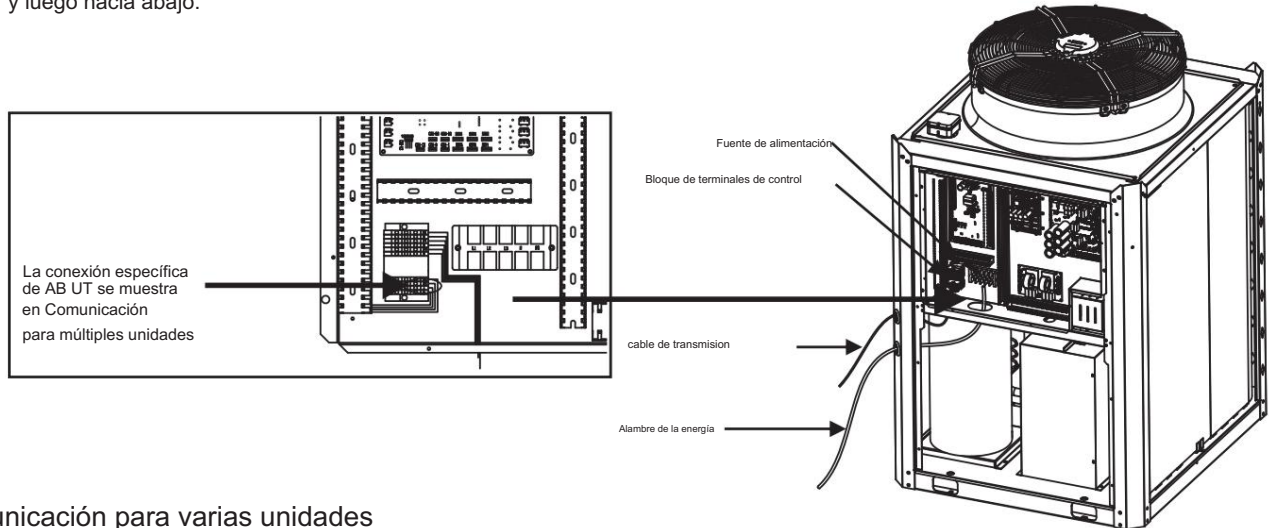 y luego hacia abajo.
Fuente de alimentación
Bloque de terminales de control
La conexión específica
de AB UT se muestra
en Comunicación
para múltiples unidades
cable de transmision
Alambre de la energía
unicación para varias unidades